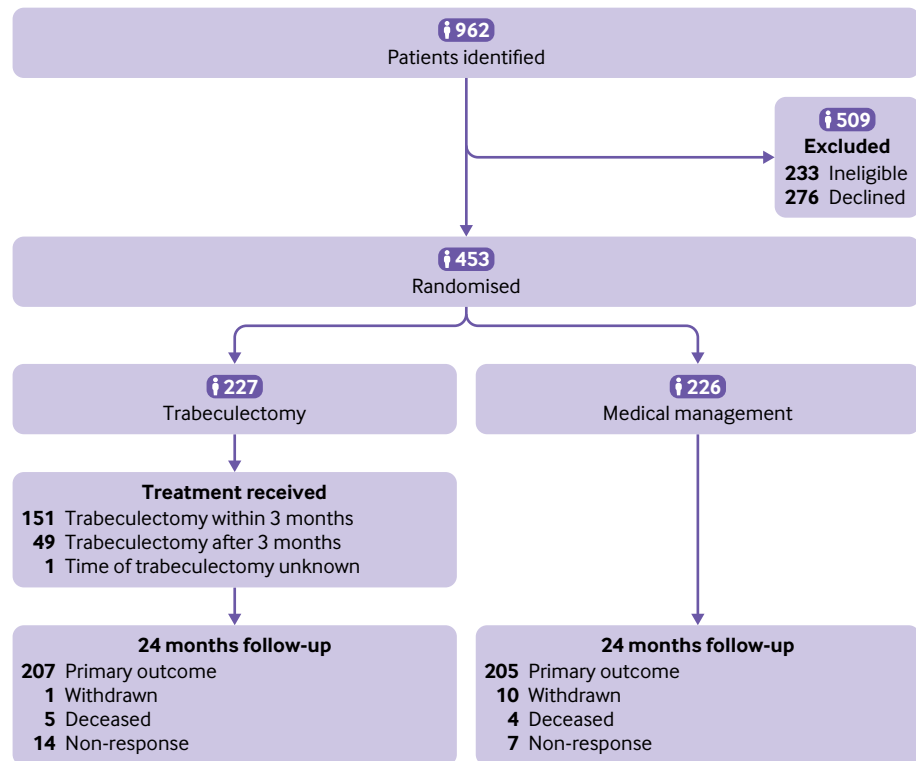 962
Patients identified
509
Excluded
233 Ineligible
276 Declined
453
Randomised
227
Trabeculectomy
226
Medical management
Treatment received
151 Trabeculectomy within 3 months
49 Trabeculectomy after 3 months
1 Time of trabeculectomy unknown
24 months follow-up
207 Primary outcome
1 Withdrawn
5 Deceased
14 Non-response
24 months follow-up
205 Primary outcome
10 Withdrawn
4 Deceased
7 Non-response